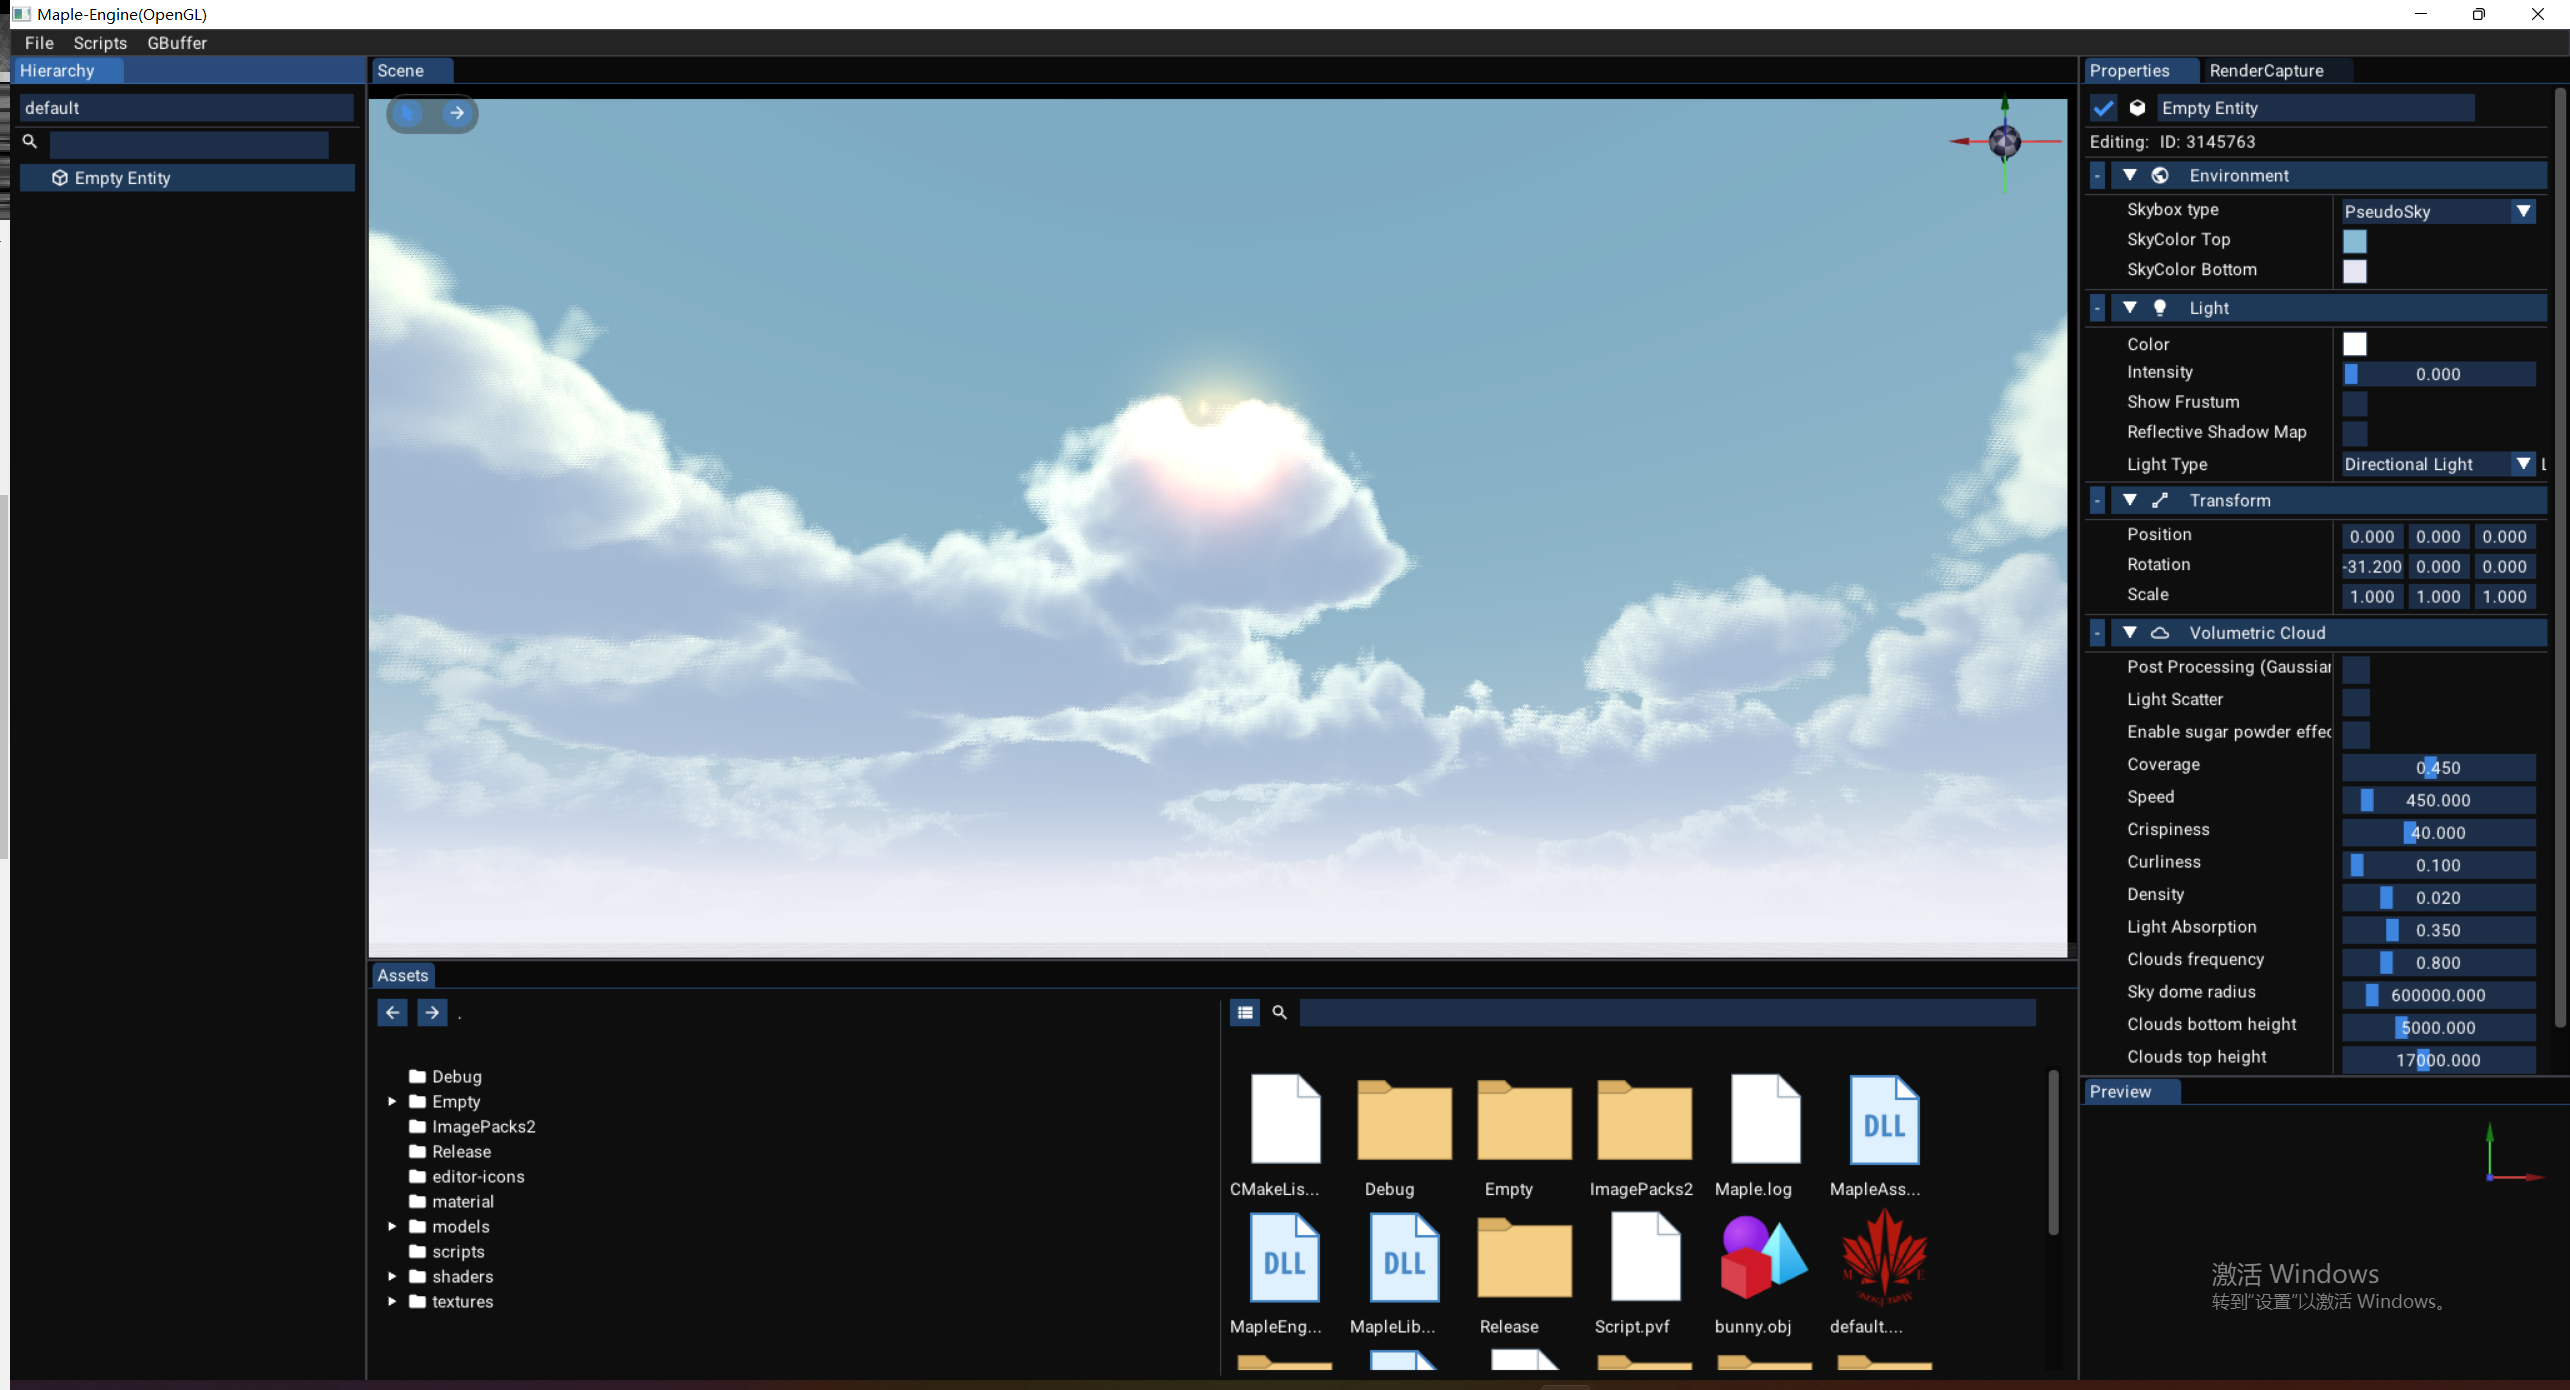 Maple-Engine(OpenGL)
File Scripts GBuffer
Hierarchy
default
Empty Entity
Scene
Properties RenderCapture
Empty Entity
Editing: ID: 3145763
- Environment
Skybox type PseudoSky
SkyColor Top
SkyColor Bottom
- Light
Color
Intensity 0.000
Show Frustum
Reflective Shadow Map
Light Type Directional Light L
- Transform
Position 0.000 0.000 0.000
Rotation -31.200 0.000 0.000
Scale 1.000 1.000 1.000
- Volumetric Cloud
Post Processing (Gaussian
Light Scatter
Enable sugar powder effec
Coverage 0.450
Speed 450.000
Crispiness 40.000
Curliness 0.100
Density 0.020
Light Absorption 0.350
Clouds frequency 0.800
Sky dome radius 600000.000
Clouds bottom height 5000.000
Clouds top height 17000.000
Assets
.
Debug
Empty
ImagePacks2
Release
editor-icons
material
models
scripts
shaders
textures
DLL
CMakeLis... Debug Empty ImagePacks2 Maple.log MapleAss...
DLL DLL M E
MapleEng... MapleLib... Release Script.pvf bunny.obj default....
Preview
激活 Windows
转到“设置”以激活 Windows。